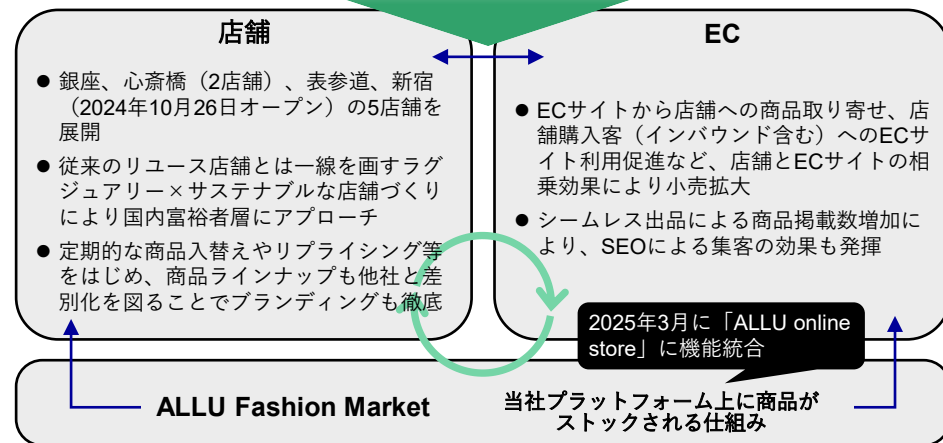 店舗
● 銀座、心斎橋（2店舗）、表参道、新宿
（2024年10月26日オープン）の5店舗を
展開
● 従来のリユース店舗とは一線を画すラグ
ジュアリー×サステナブルな店舗づくり
により国内富裕者層にアプローチ
● 定期的な商品入替えやリプライシング等
をはじめ、商品ラインナップも他社と差
別化を図ることでブランディングも徹底
EC
● ECサイトから店舗への商品取り寄せ、店
舗購入客（インバウンド含む）へのECサ
イト利用促進など、店舗とECサイトの相
乗効果により小売拡大
● シームレス出品による商品掲載数増加に
より、SEOによる集客の効果も発揮
2025年3月に「ALLU online
store」に機能統合
ALLU Fashion Market
当社プラットフォーム上に商品が
ストックされる仕組み